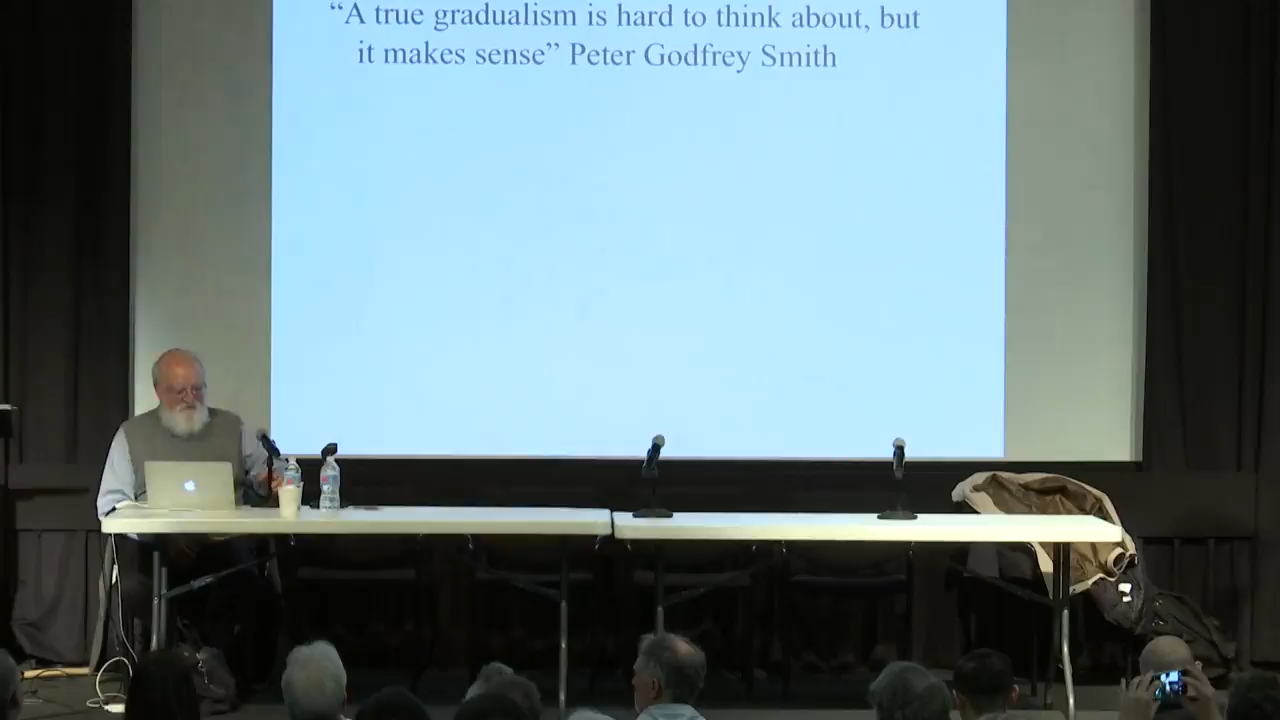 “A true gradualism is hard to think about, but
it makes sense” Peter Godfrey Smith